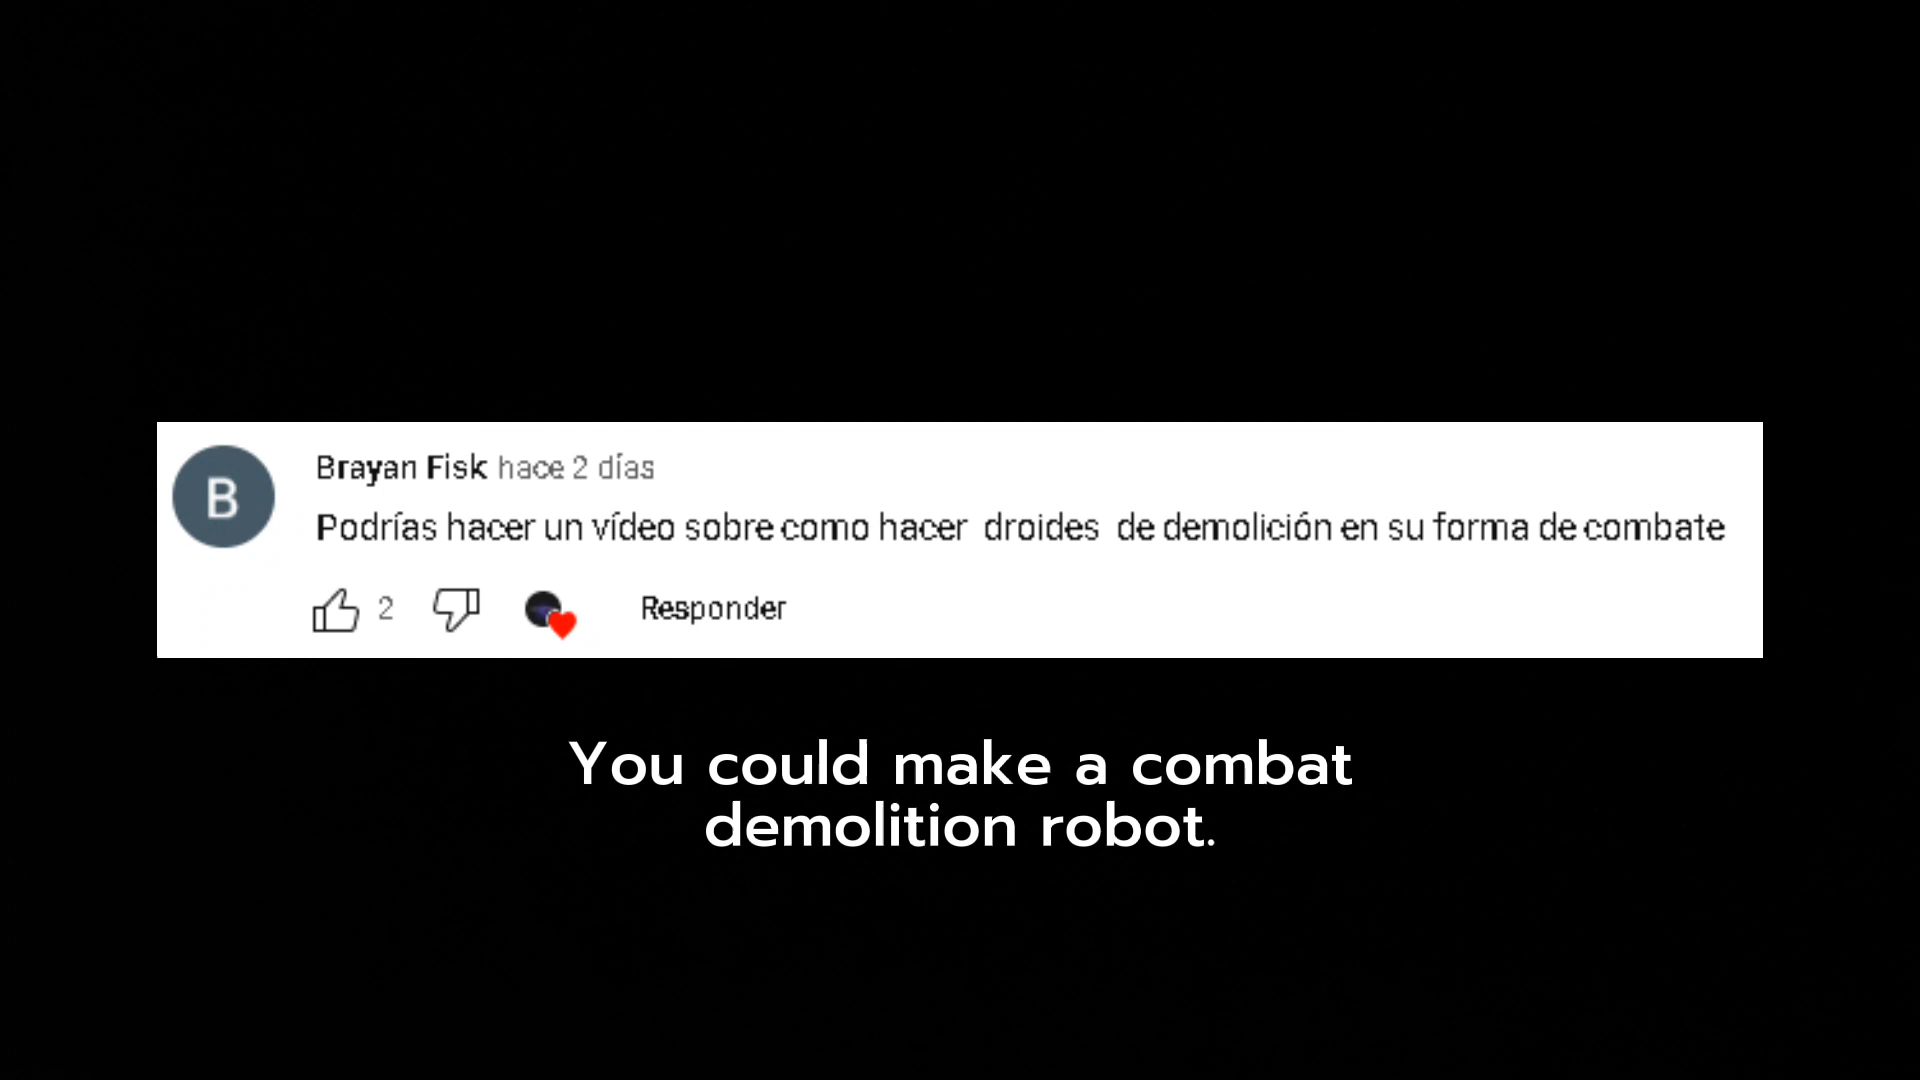 B
Brayan Fisk hace 2 días
Podrías hacer un vídeo sobre como hacer droides de demolición en su forma de combate
2 Responder
You could make a combat
demolition robot.